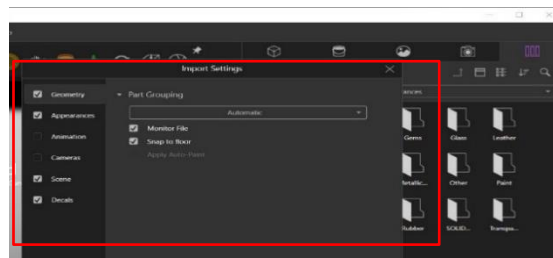 Import Settings
Geometry
Part Grouping
Automatic
Appearances
Monitor File
Snap to floor
Animation
Apply Auto-Paint
Cameras
Scene
Decals
Gems
Glass
Leather
Other
Paint
Rubber
SOLID...
Transpa...